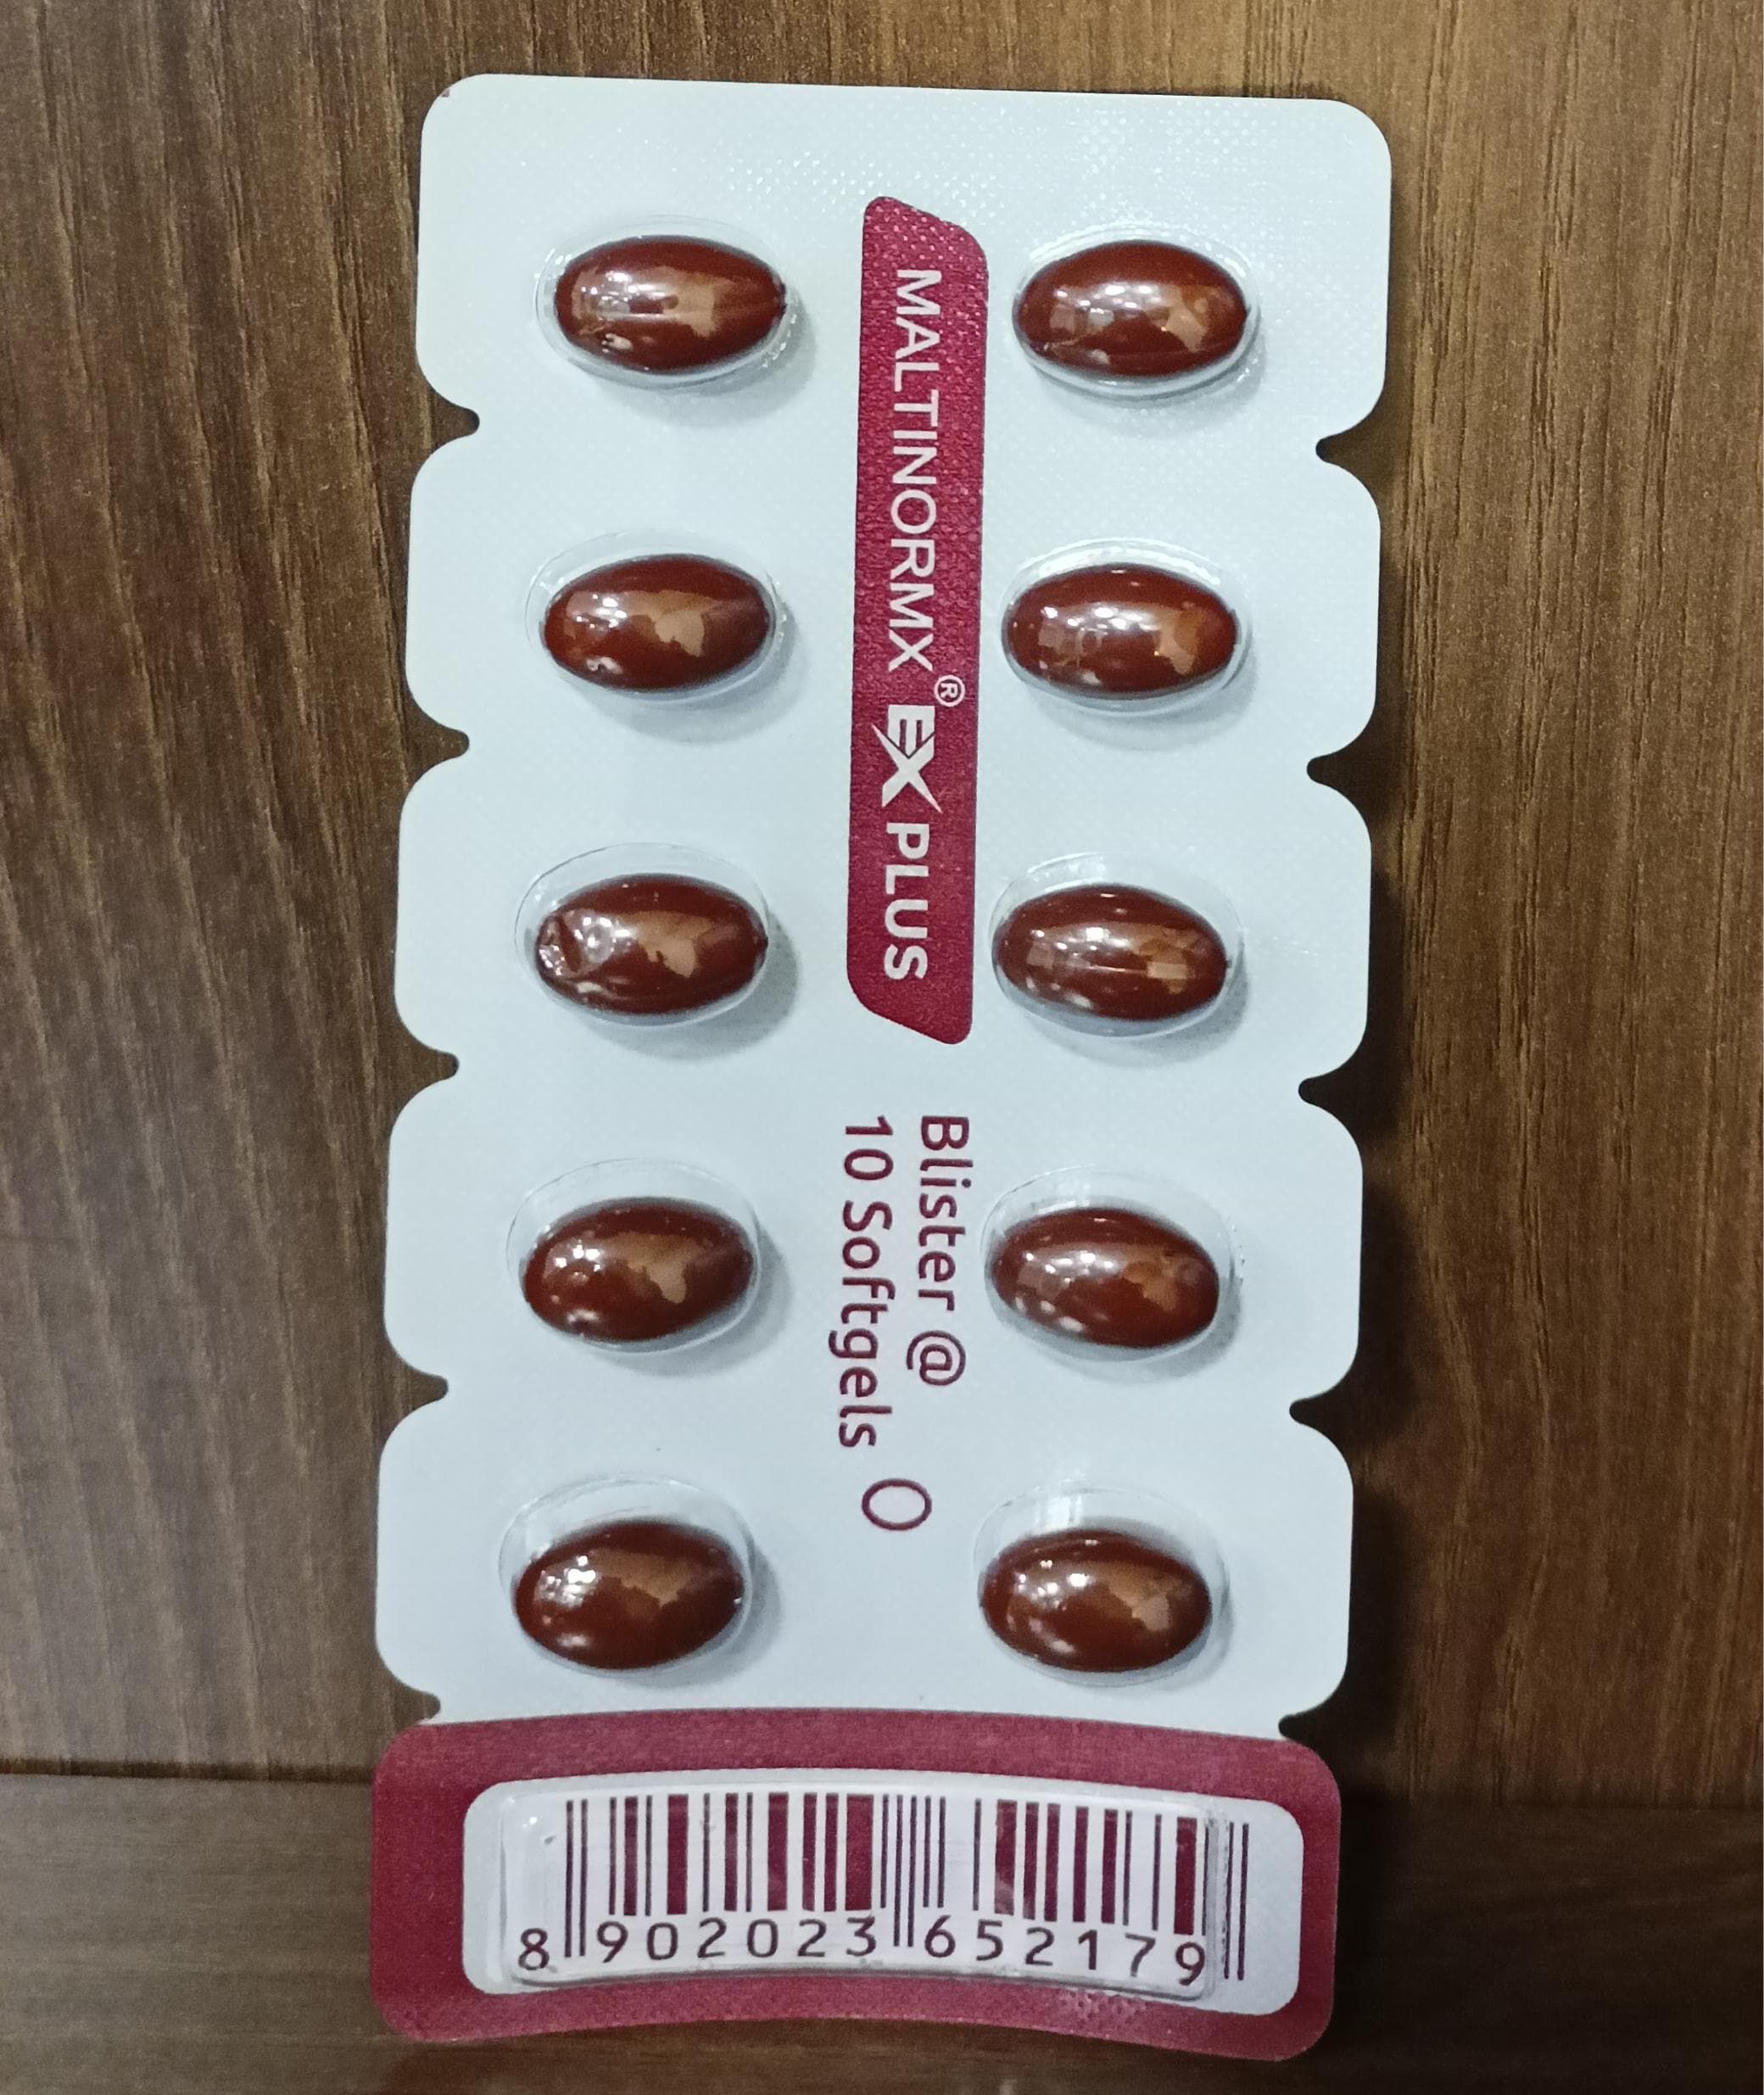 MALTINORMX® EX PLUS
Blister @
10 Softgels
8 902023 652179